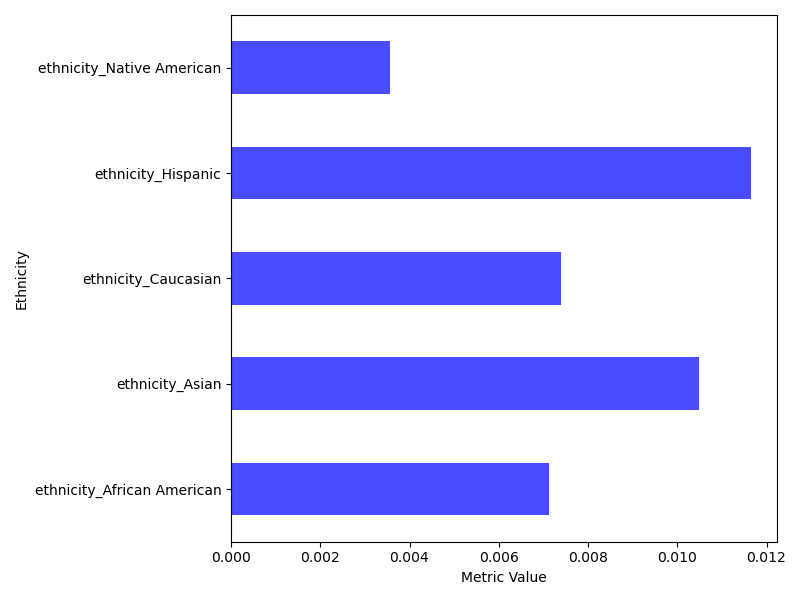 ethnicity_Native American
ethnicity_Hispanic
ethnicity_Caucasian
ethnicity_Asian
ethnicity_African American
Ethnicity
0.000 0.002 0.004 0.006 0.008 0.010 0.012
Metric Value